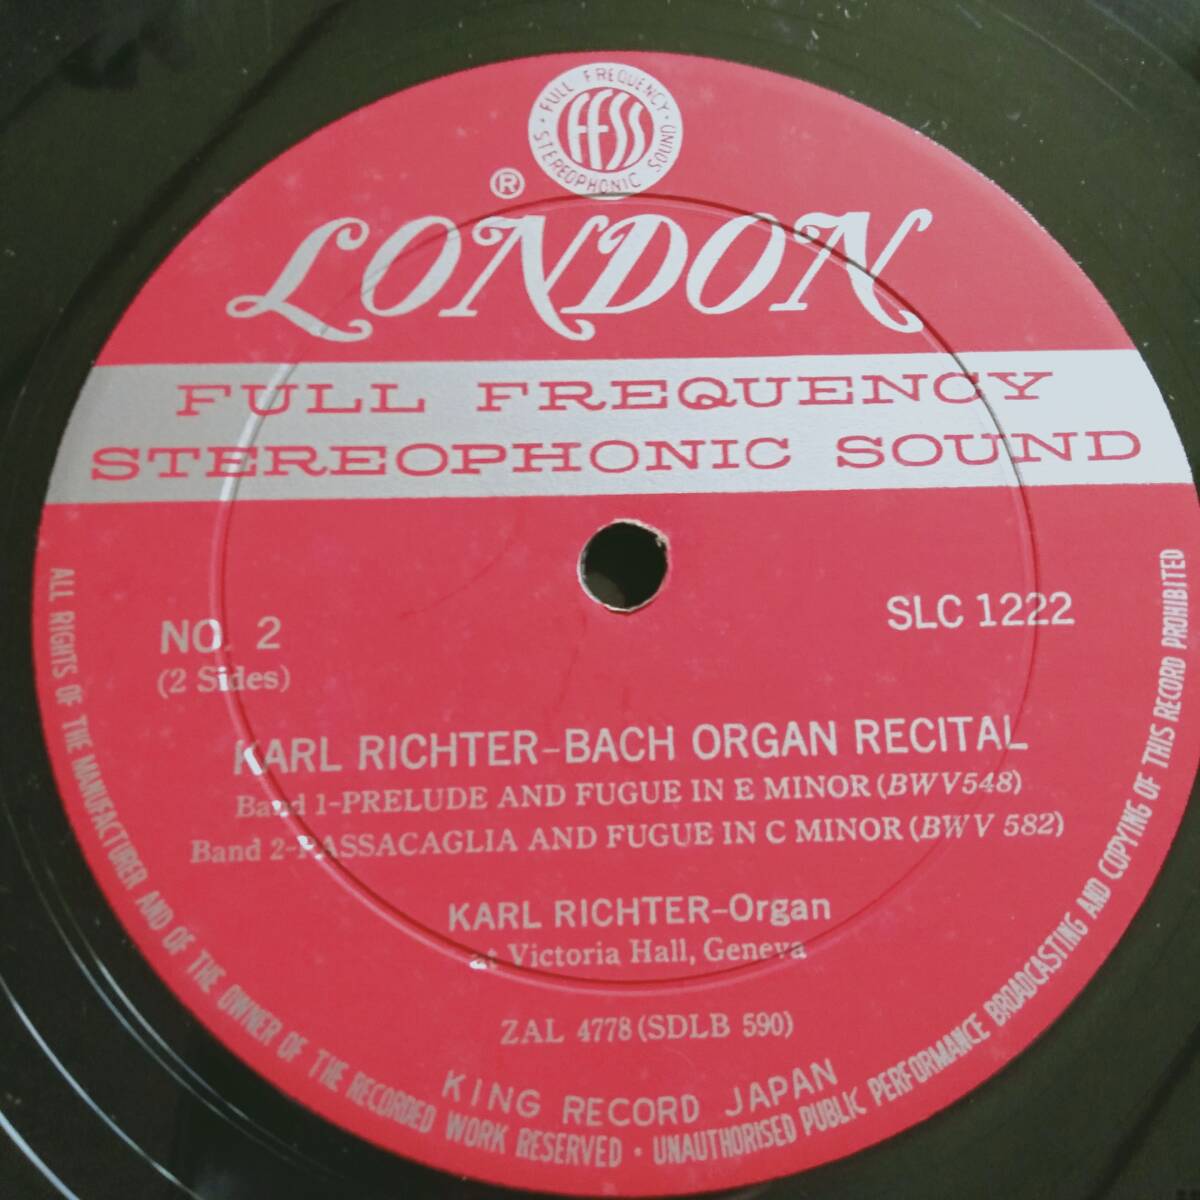 FULL FREQUENCY · STEREOPHONIC SOUND ·
FFSS
®
LONDON
FULL FREQUENCY
STEREOPHONIC SOUND
NO. 2
(2 Sides)
SLC 1222
KARL RICHTER–BACH ORGAN RECITAL
Band 1–PRELUDE AND FUGUE IN E MINOR (BWV548)
Band 2–PASSACAGLIA AND FUGUE IN C MINOR (BWV 582)
KARL RICHTER–Organ
at Victoria Hall, Geneva
ZAL 4778 (SDLB 590)
KING RECORD JAPAN
ALL RIGHTS OF THE MANUFACTURER AND OF THE OWNER OF THE RECORDED WORK RESERVED · UNAUTHORISED PUBLIC PERFORMANCE BROADCASTING AND COPYING OF THIS RECORD PROHIBITED